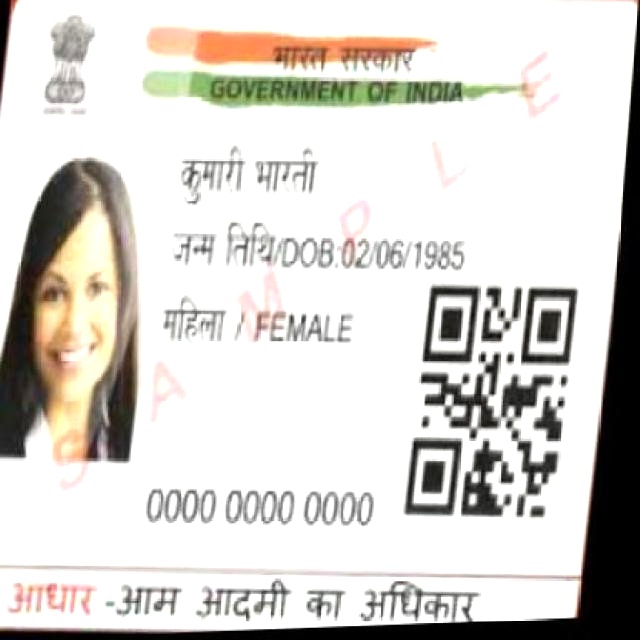 भारत सरकार
GOVERNMENT OF INDIA
कुमारी भारती
जन्म तिथि/DOB:02/06/1985
महिला / FEMALE
0000 0000 0000
आधार -आम आदमी का अधिकार
SAMPLE